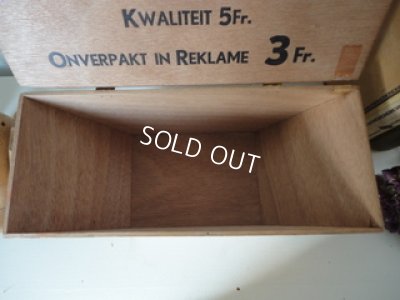 KWALITEIT 5FR.
ONVERPAKT IN REKLAME 3 FR.
SOLD OUT